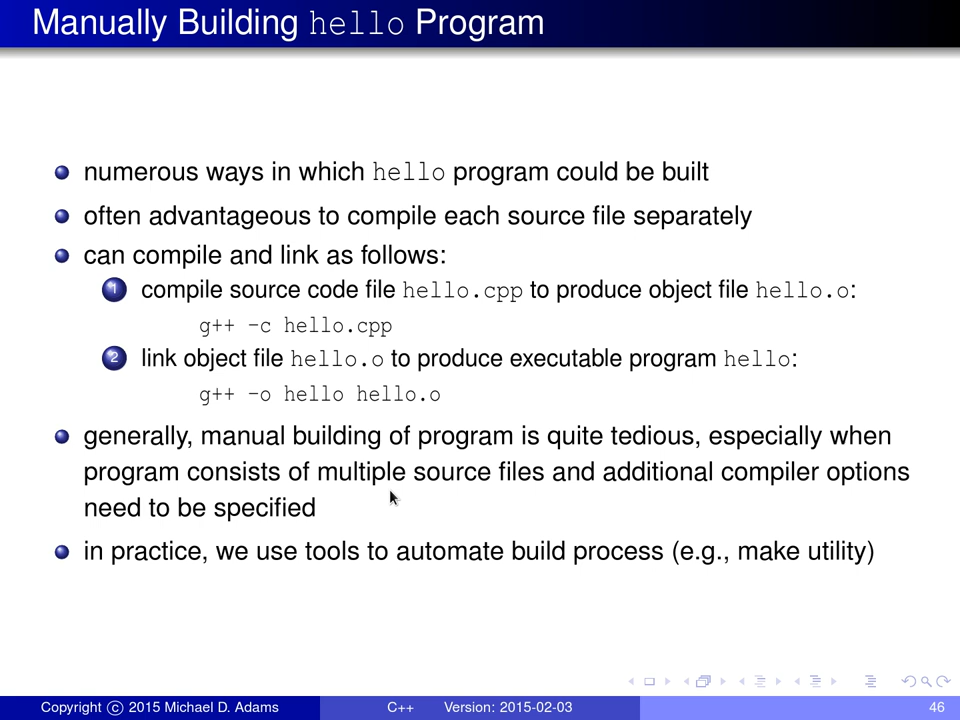 Manually Building hello Program
numerous ways in which hello program could be built
often advantageous to compile each source file separately
can compile and link as follows:
1 compile source code file hello.cpp to produce object file hello.o:
g++ -c hello.cpp
2 link object file hello.o to produce executable program hello:
g++ -o hello hello.o
generally, manual building of program is quite tedious, especially when
program consists of multiple source files and additional compiler options
need to be specified
in practice, we use tools to automate build process (e.g., make utility)
Copyright © 2015 Michael D. Adams C++ Version: 2015-02-03 46